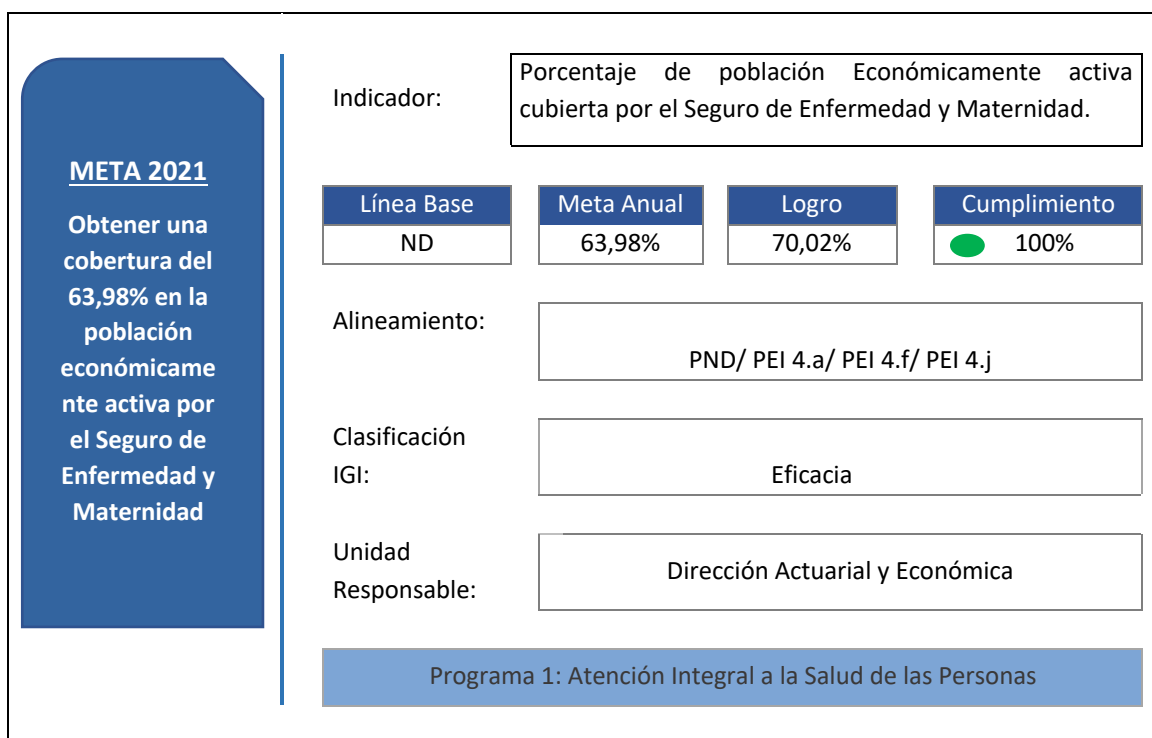 META 2021
Obtener una
cobertura del
63,98% en la
población
económicame
nte activa por
el Seguro de
Enfermedad y
Maternidad
Indicador:
Porcentaje de población Económicamente activa
cubierta por el Seguro de Enfermedad y Maternidad.
Línea Base Meta Anual Logro Cumplimiento
ND 63,98% 70,02% 100%
Alineamiento:
PND/ PEI 4.a/ PEI 4.f/ PEI 4.j
Clasificación
IGI:
Eficacia
Unidad
Responsable:
Dirección Actuarial y Económica
Programa 1: Atención Integral a la Salud de las Personas